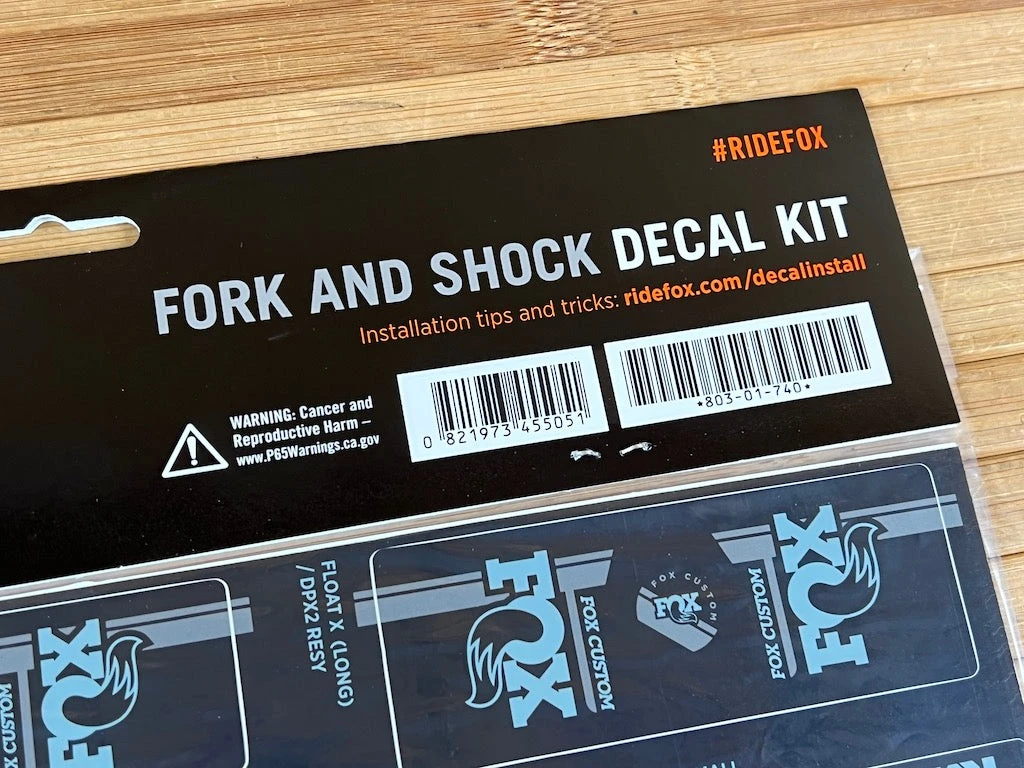 #RIDEFOX
FORK AND SHOCK DECAL KIT
Installation tips and tricks: ridefox.com/decalinstall
WARNING: Cancer and
Reproductive Harm –
www.P65Warnings.ca.gov
0 821973 455051
*803-01-740*
FLOAT X (LONG)
/ DPX2 RESY
FOX
FOX CUSTOM
FOX CUSTOM
FOX
FOX CUSTOM
FOX
FOX
X CUSTOM